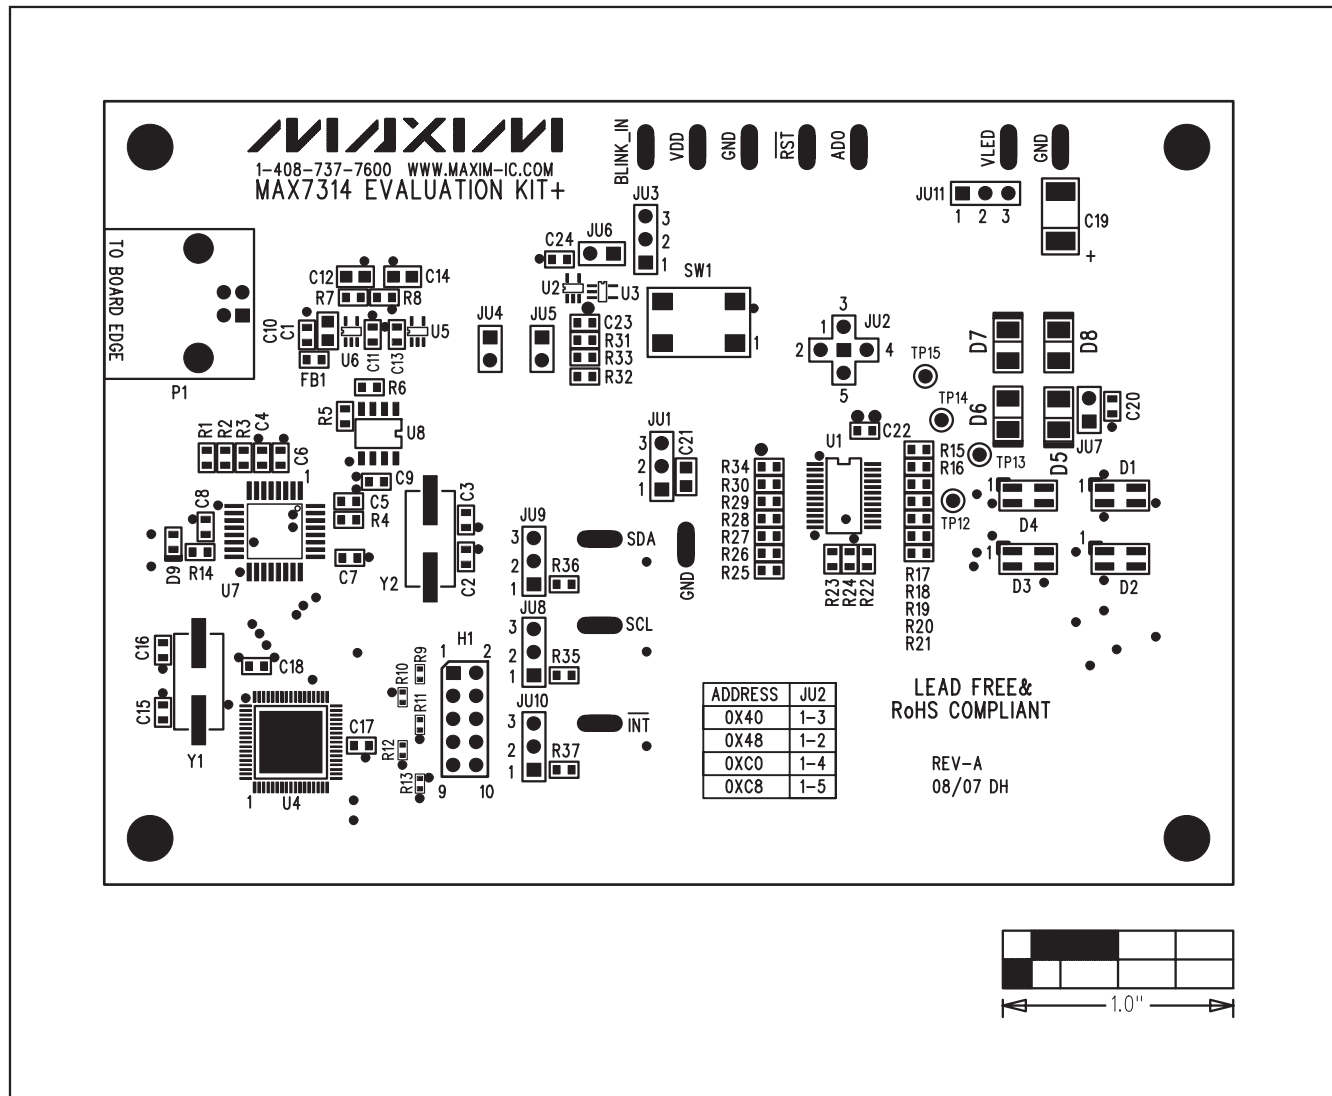 MAXIM
1-408-737-7600 WWW.MAXIM-IC.COM
MAX7314 EVALUATION KIT+
BLINK_IN
VDD
GND
RST
AD0
VLED
GND
JU11
1 2 3
C19
+
JU3
3
2
1
C24
JU6
SW1
1
U2
U3
TO BOARD EDGE
P1
C12
C14
R7
R8
C10
C1
U6
C11
C13
U5
FB1
JU4
JU5
C23
R31
R33
R32
3
1
JU2
2
4
5
TP15
TP14
TP13
TP12
D7
D8
D6
D5
JU7
C20
R6
R5
U8
R1
R2
R3
C4
C6
1
C9
C5
R4
C8
D9
R14
U7
C7
Y2
C3
C2
JU1
3
2
1
C21
GND
R34
R30
R29
R28
R27
R26
R25
U1
C22
R23
R24
R22
R15
R16
R17
R18
R19
R20
R21
1
D4
D1
1
1
D3
1
D2
JU9
3
2
1
R36
SDA
JU8
3
2
1
R35
SCL
JU10
3
2
1
R37
INT
C16
C15
Y1
C18
C17
1
U4
R10
R9
R11
R12
R13
H1
1 2
9 10
ADDRESS JU2
0X40 1-3
0X48 1-2
0XC0 1-4
0XC8 1-5
LEAD FREE&
RoHS COMPLIANT
REV-A
08/07 DH
1.0"